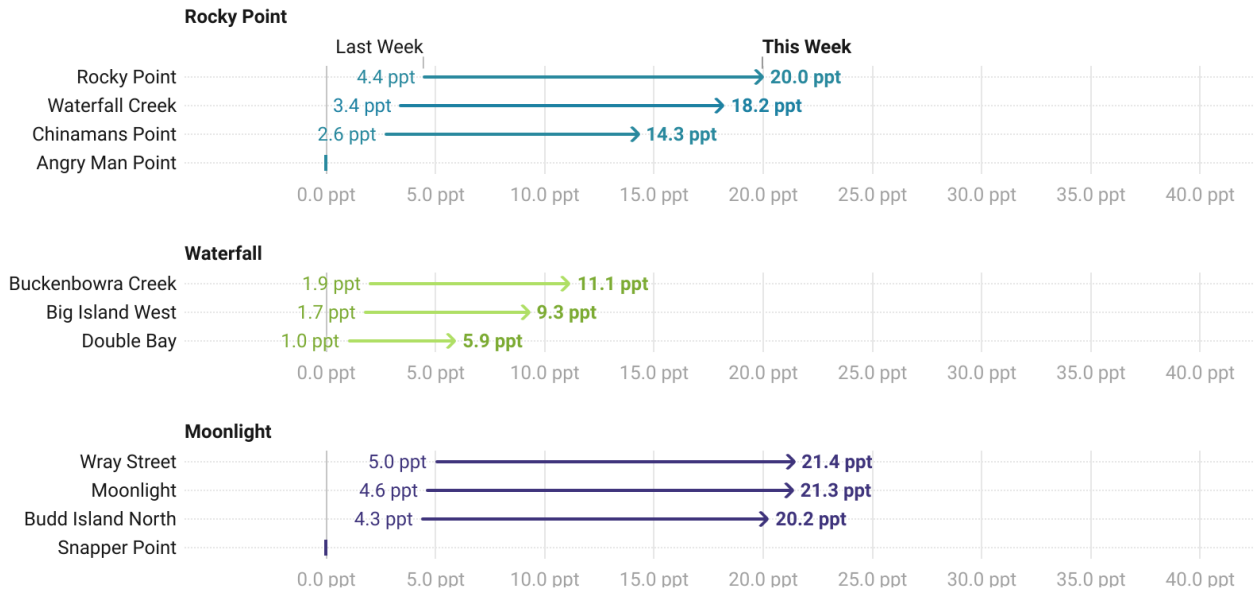 Rocky Point
Last Week This Week
Rocky Point 4.4 ppt 20.0 ppt
Waterfall Creek 3.4 ppt 18.2 ppt
Chinamans Point 2.6 ppt 14.3 ppt
Angry Man Point
0.0 ppt 5.0 ppt 10.0 ppt 15.0 ppt 20.0 ppt 25.0 ppt 30.0 ppt 35.0 ppt 40.0 ppt
Waterfall
Buckenbowra Creek 1.9 ppt 11.1 ppt
Big Island West 1.7 ppt 9.3 ppt
Double Bay 1.0 ppt 5.9 ppt
0.0 ppt 5.0 ppt 10.0 ppt 15.0 ppt 20.0 ppt 25.0 ppt 30.0 ppt 35.0 ppt 40.0 ppt
Moonlight
Wray Street 5.0 ppt 21.4 ppt
Moonlight 4.6 ppt 21.3 ppt
Budd Island North 4.3 ppt 20.2 ppt
Snapper Point
0.0 ppt 5.0 ppt 10.0 ppt 15.0 ppt 20.0 ppt 25.0 ppt 30.0 ppt 35.0 ppt 40.0 ppt